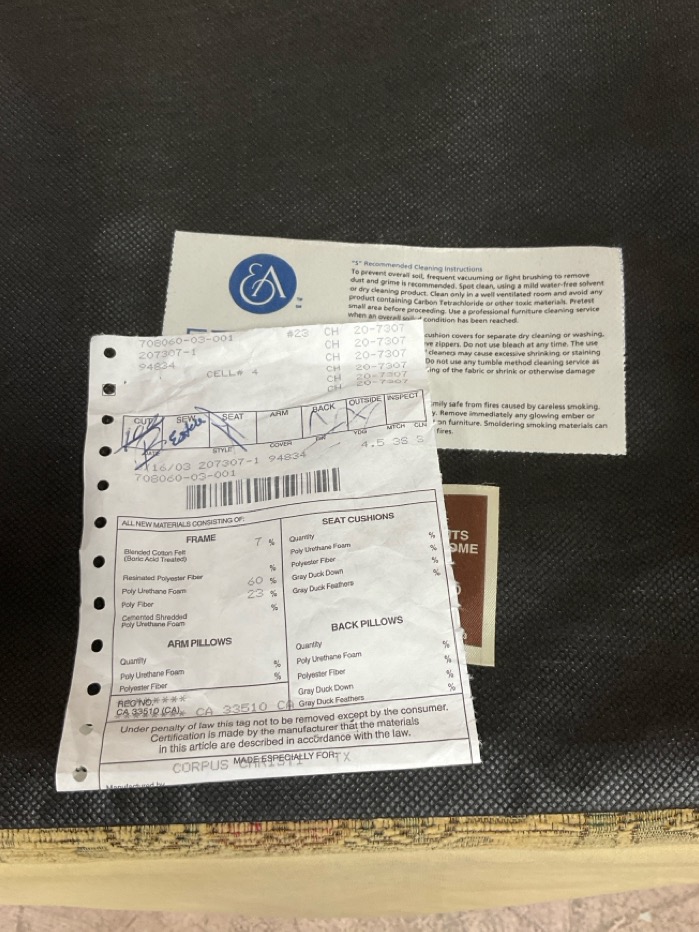 EA
"S" Recommended Cleaning Instructions
To prevent overall soil, frequent vacuuming or light brushing to remove
dust and grime is recommended. Spot clean, using a mild water-free solvent
or dry cleaning product. Clean only in a well ventilated room and avoid any
product containing Carbon Tetrachloride or other toxic materials. Pretest
small area before proceeding. Use a professional furniture cleaning service
when an overall soil condition has been reached.
cushion covers for separate dry cleaning or washing,
zippers. Do not use bleach at any time. The use
cleaners may cause excessive shrinking or staining
Do not use any tumble method cleaning service as
of the fabric or shrink or otherwise damage
safe from fires caused by careless smoking.
Remove immediately any glowing ember or
on furniture. Smoldering smoking materials can
fires.
708060-03-001 #23 CH 20-7307
207307-1 CH 20-7307
94834 CH 20-7307
CELL# 4 CH 20-7307
CH 20-7307
CUT SEW SEAT ARM BACK OUTSIDE INSPECT
DATE STYLE COVER YDG MTCH CLN
16/03 207307-1 94834 4.5 36 S
708060-03-001
ALL NEW MATERIALS CONSISTING OF:
FRAME
7 %
Blended Cotton Felt
(Boric Acid Treated)
%
Resinated Polyester Fiber 60 %
Poly Urethane Foam 23 %
Poly Fiber %
Cemented Shredded
Poly Urethane Foam
ARM PILLOWS
Quantity %
Poly Urethane Foam %
Polyester Fiber %
SEAT CUSHIONS
Quantity %
Poly Urethane Foam %
Polyester Fiber %
Gray Duck Down %
Gray Duck Feathers
BACK PILLOWS
Quantity %
Poly Urethane Foam %
Polyester Fiber %
Gray Duck Down %
Gray Duck Feathers
REG NO.
CA 33510 (CA) CA 33510 CA
Under penalty of law this tag not to be removed except by the consumer.
Certification is made by the manufacturer that the materials
in this article are described in accordance with the law.
MADE ESPECIALLY FOR:
CORPUS CHRISTI TX
Manufactured by